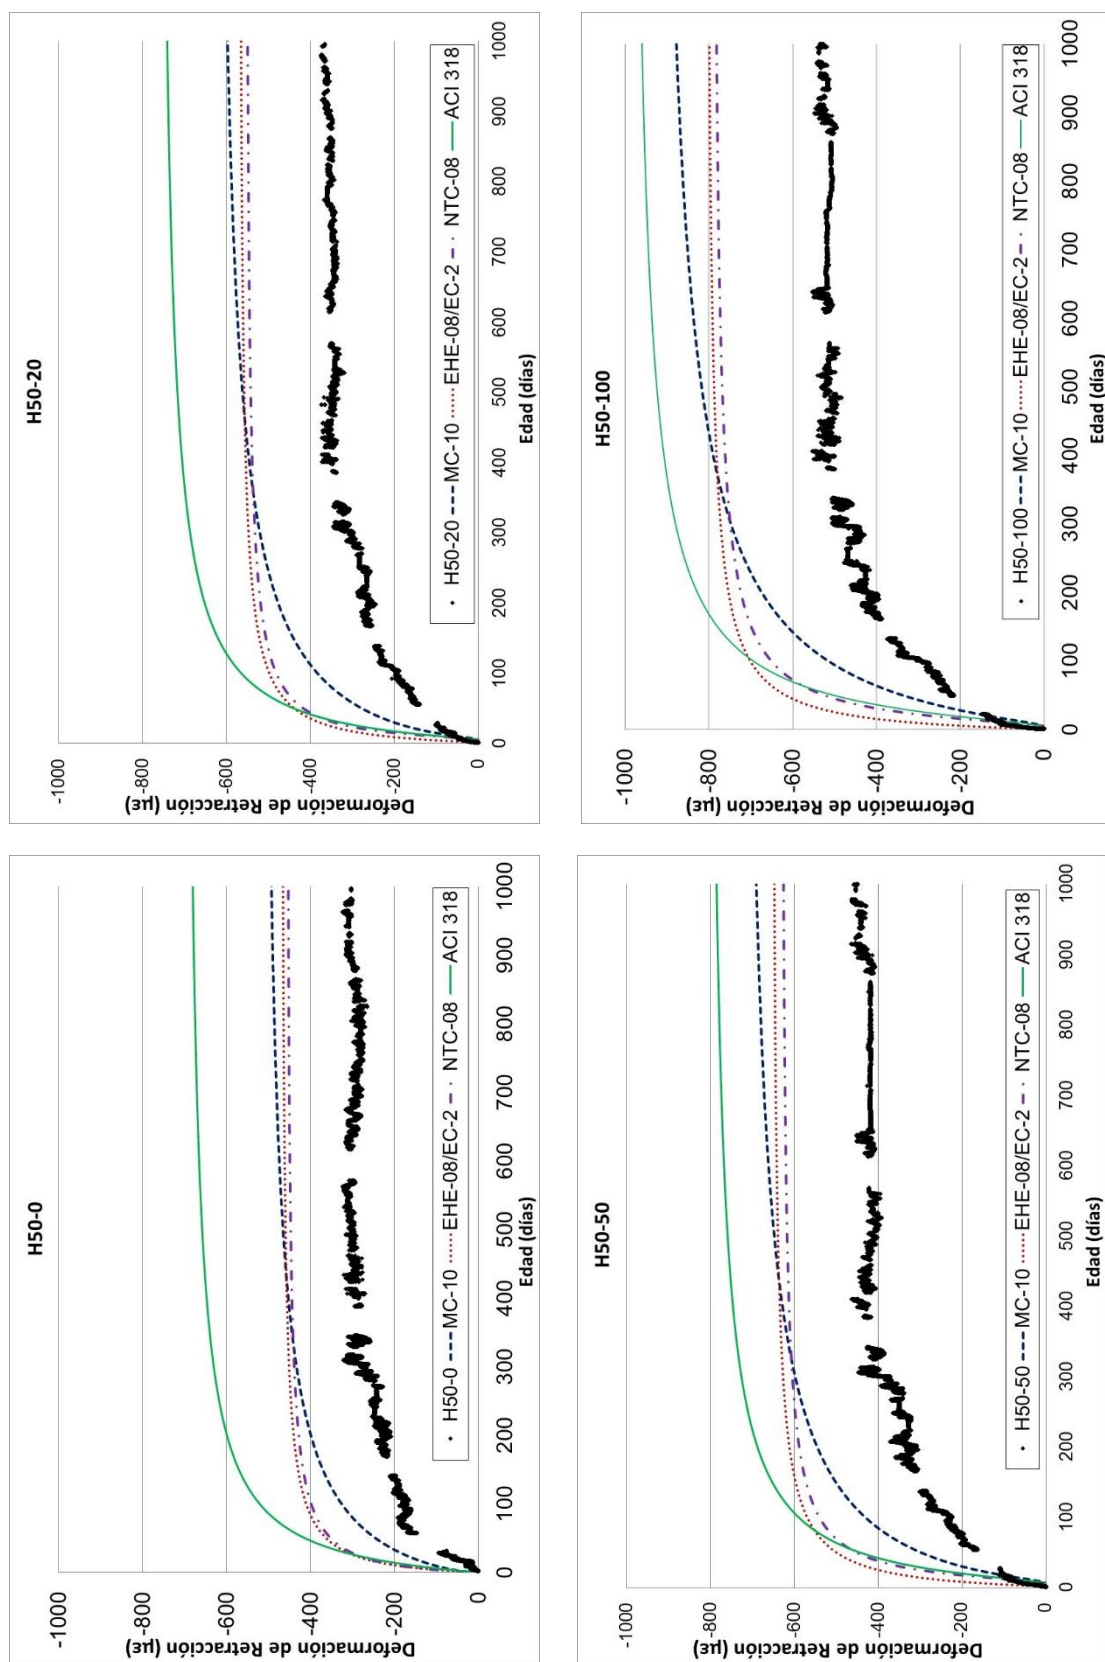 H50-0
Deformación de Retracción (µε)
-1000
-800
-600
-400
-200
0
0 100 200 300 400 500 600 700 800 900 1000
Edad (días)
H50-0 MC-10 EHE-08/EC-2 NTC-08 ACI 318
H50-20
Deformación de Retracción (µε)
-1000
-800
-600
-400
-200
0
0 100 200 300 400 500 600 700 800 900 1000
Edad (días)
H50-20 MC-10 EHE-08/EC-2 NTC-08 ACI 318
H50-50
Deformación de Retracción (µε)
-1000
-800
-600
-400
-200
0
0 100 200 300 400 500 600 700 800 900 1000
Edad (días)
H50-50 MC-10 EHE-08/EC-2 NTC-08 ACI 318
H50-100
Deformación de Retracción (µε)
-1000
-800
-600
-400
-200
0
0 100 200 300 400 500 600 700 800 900 1000
Edad (días)
H50-100 MC-10 EHE-08/EC-2 NTC-08 ACI 318